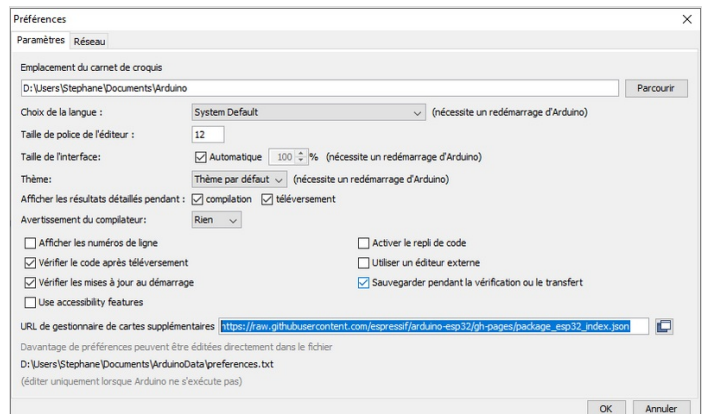 Préférences
Paramètres Réseau
Emplacement du carnet de croquis
D:\Users\Stephane\Documents\Arduino Parcourir
Choix de la langue : System Default (nécessite un redémarrage d'Arduino)
Taille de police de l'éditeur : 12
Taille de l'interface: Automatique 100 % (nécessite un redémarrage d'Arduino)
Thème: Thème par défaut (nécessite un redémarrage d'Arduino)
Afficher les résultats détaillés pendant : compilation téléversement
Avertissement du compilateur: Rien
Afficher les numéros de ligne Activer le repli de code
Vérifier le code après téléversement Utiliser un éditeur externe
Vérifier les mises à jour au démarrage Sauvegarder pendant la vérification ou le transfert
Use accessibility features
URL de gestionnaire de cartes supplémentaires https://raw.githubusercontent.com/espressif/arduino-esp32/gh-pages/package_esp32_index.json
Davantage de préférences peuvent être éditées directement dans le fichier
D:\Users\Stephane\Documents\ArduinoData\preferences.txt
(éditer uniquement lorsque Arduino ne s'exécute pas)
OK Annuler